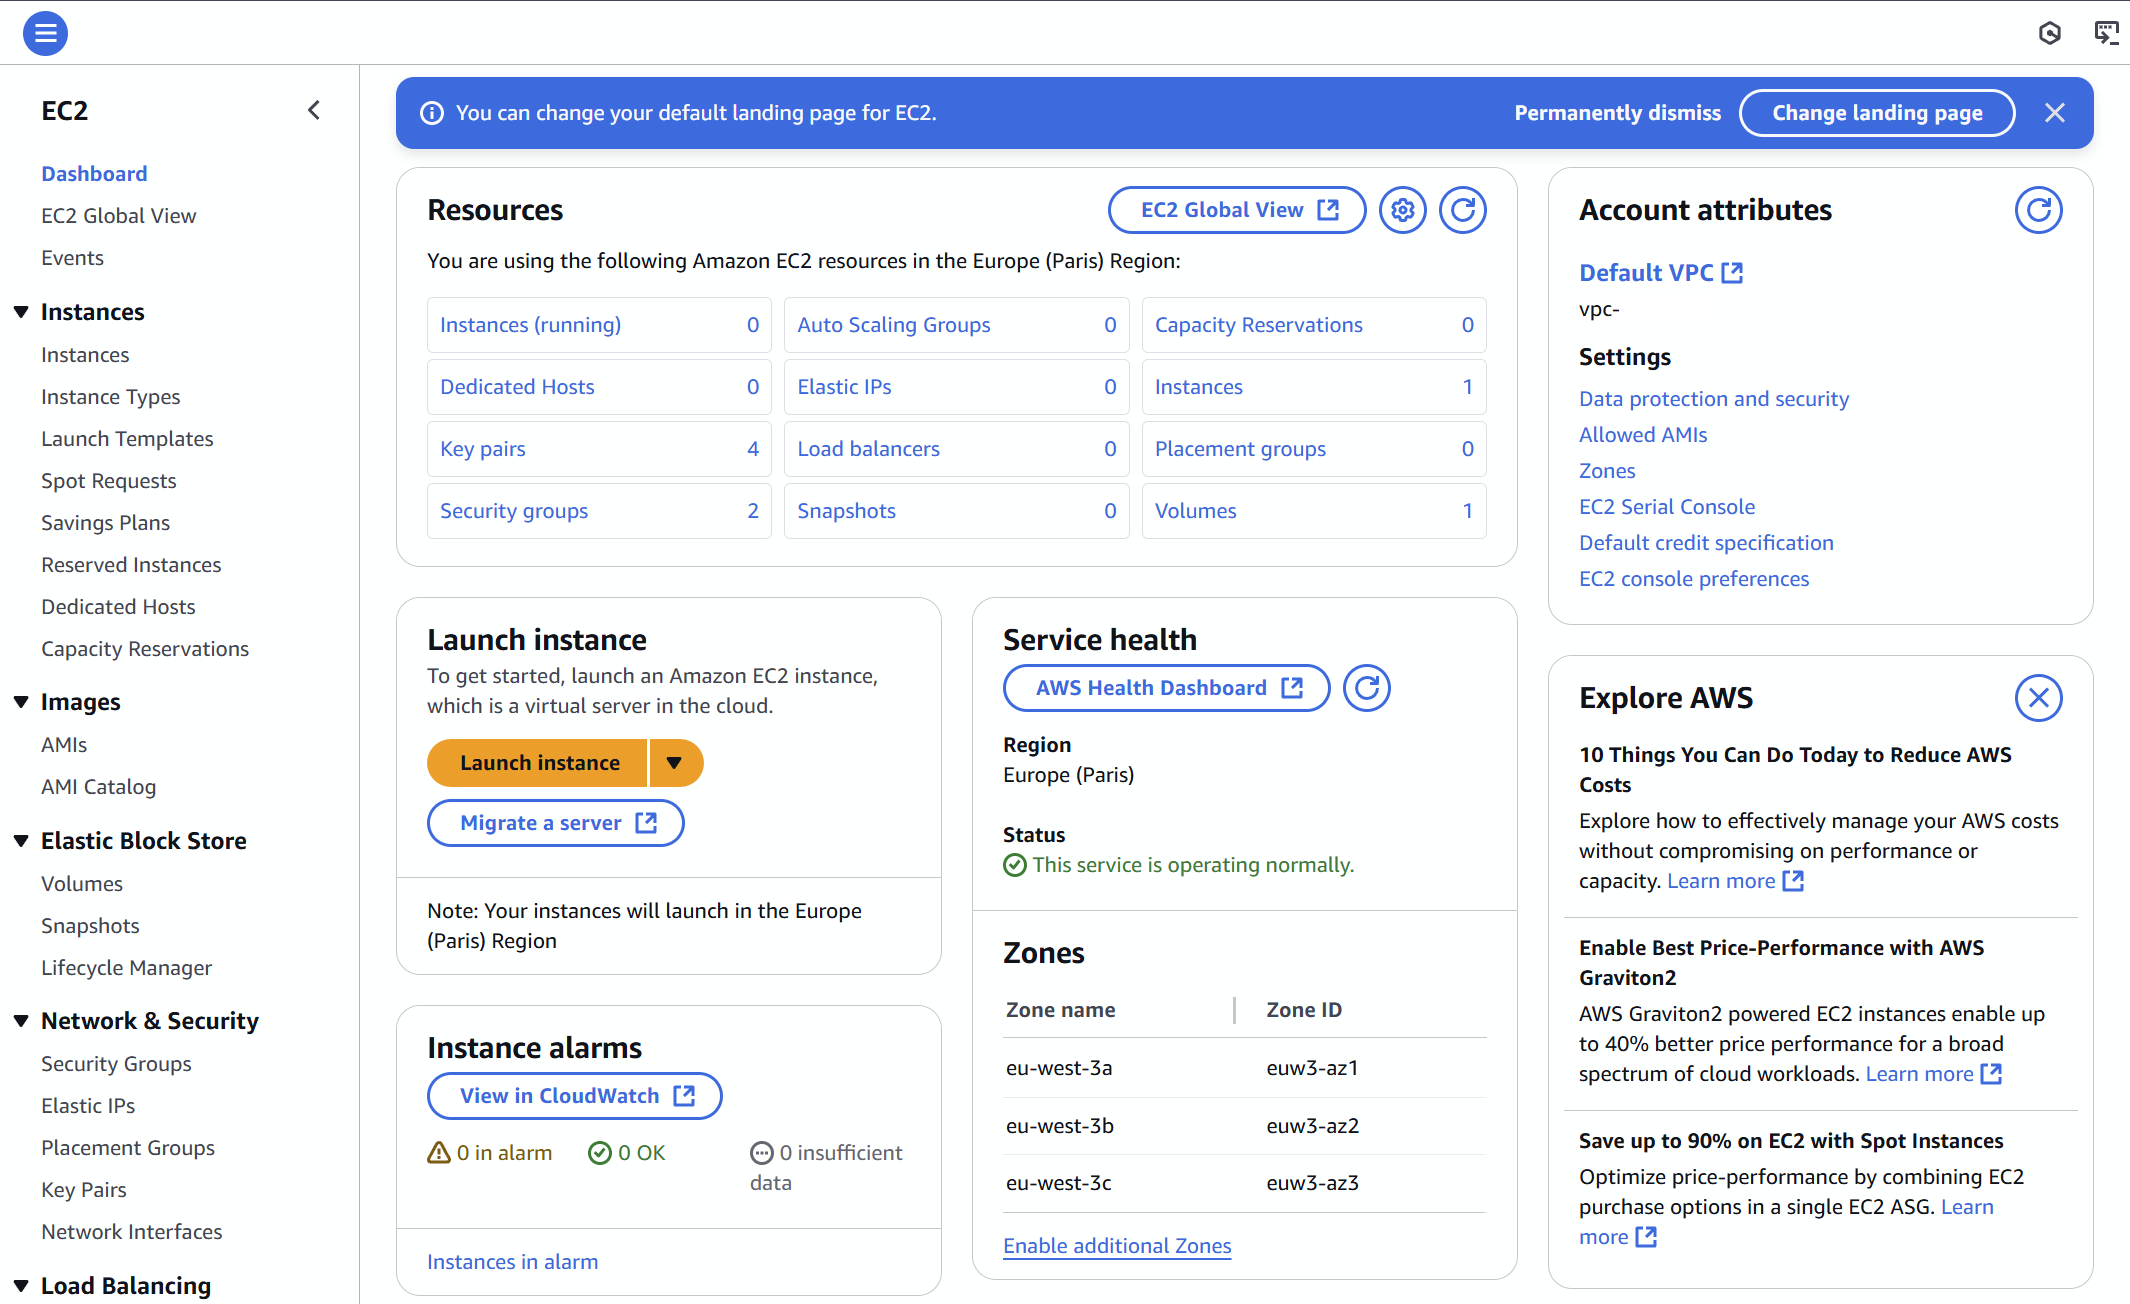 EC2
Dashboard
EC2 Global View
Events
Instances
Instances
Instance Types
Launch Templates
Spot Requests
Savings Plans
Reserved Instances
Dedicated Hosts
Capacity Reservations
Images
AMIs
AMI Catalog
Elastic Block Store
Volumes
Snapshots
Lifecycle Manager
Network & Security
Security Groups
Elastic IPs
Placement Groups
Key Pairs
Network Interfaces
Load Balancing
You can change your default landing page for EC2.
Permanently dismiss
Change landing page
Resources
EC2 Global View
You are using the following Amazon EC2 resources in the Europe (Paris) Region:
Instances (running) 0
Auto Scaling Groups 0
Capacity Reservations 0
Dedicated Hosts 0
Elastic IPs 0
Instances 1
Key pairs 4
Load balancers 0
Placement groups 0
Security groups 2
Snapshots 0
Volumes 1
Launch instance
To get started, launch an Amazon EC2 instance,
which is a virtual server in the cloud.
Launch instance
Migrate a server
Note: Your instances will launch in the Europe
(Paris) Region
Instance alarms
View in CloudWatch
0 in alarm
0 OK
0 insufficient
data
Instances in alarm
Service health
AWS Health Dashboard
Region
Europe (Paris)
Status
This service is operating normally.
Zones
Zone name Zone ID
eu-west-3a euw3-az1
eu-west-3b euw3-az2
eu-west-3c euw3-az3
Enable additional Zones
Account attributes
Default VPC
vpc-
Settings
Data protection and security
Allowed AMIs
Zones
EC2 Serial Console
Default credit specification
EC2 console preferences
Explore AWS
10 Things You Can Do Today to Reduce AWS
Costs
Explore how to effectively manage your AWS costs
without compromising on performance or
capacity. Learn more
Enable Best Price-Performance with AWS
Graviton2
AWS Graviton2 powered EC2 instances enable up
to 40% better price performance for a broad
spectrum of cloud workloads. Learn more
Save up to 90% on EC2 with Spot Instances
Optimize price-performance by combining EC2
purchase options in a single EC2 ASG. Learn
more